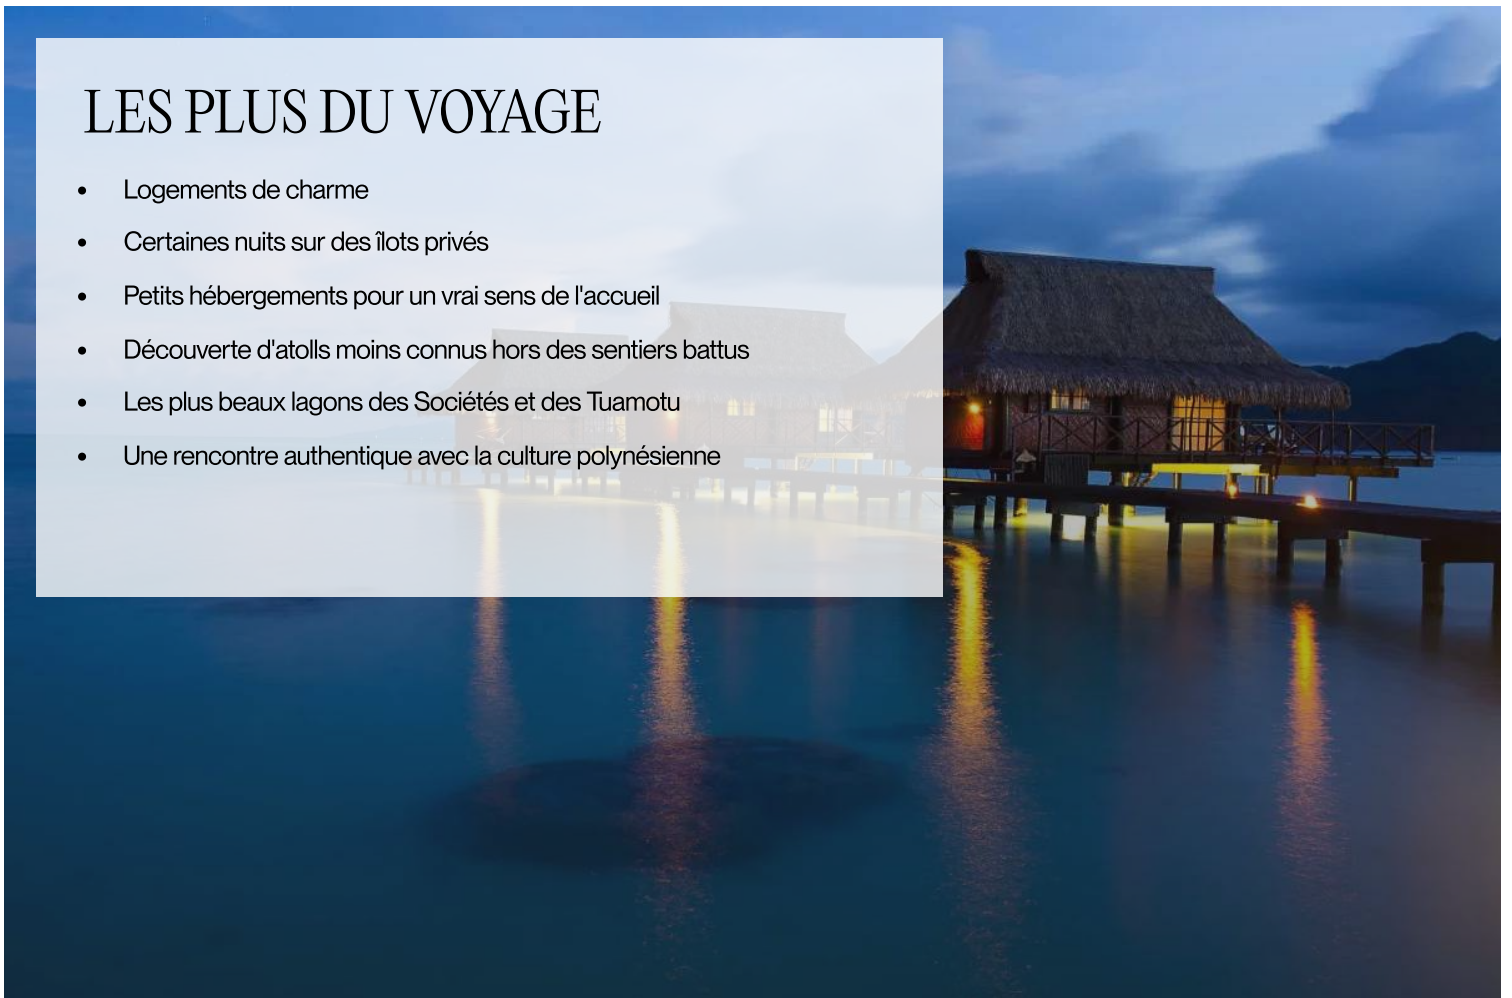 LES PLUS DU VOYAGE
• Logements de charme
• Certaines nuits sur des îlots privés
• Petits hébergements pour un vrai sens de l'accueil
• Découverte d'atolls moins connus hors des sentiers battus
• Les plus beaux lagons des Sociétés et des Tuamotu
• Une rencontre authentique avec la culture polynésienne